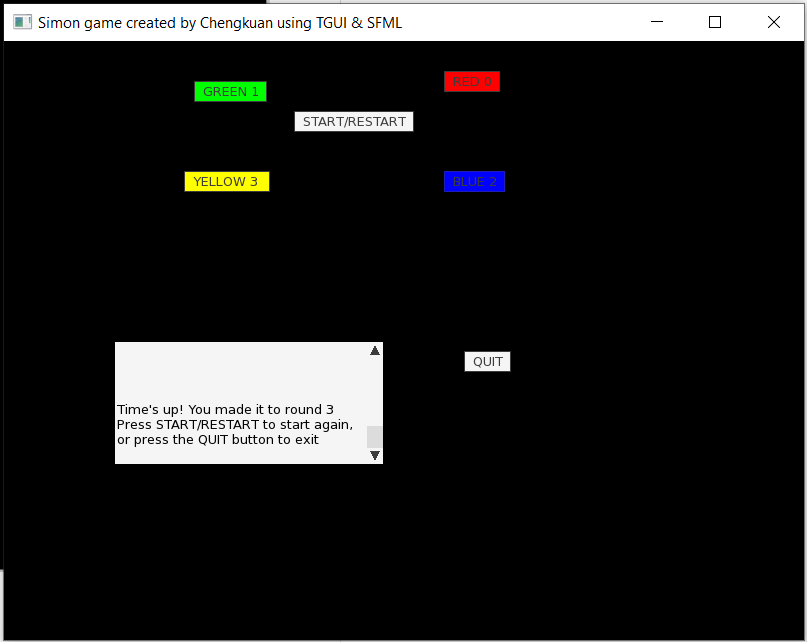 Simon game created by Chengkuan using TGUI & SFML
GREEN 1
RED 0
START/RESTART
YELLOW 3
BLUE 2
QUIT
Time's up! You made it to round 3
Press START/RESTART to start again,
or press the QUIT button to exit